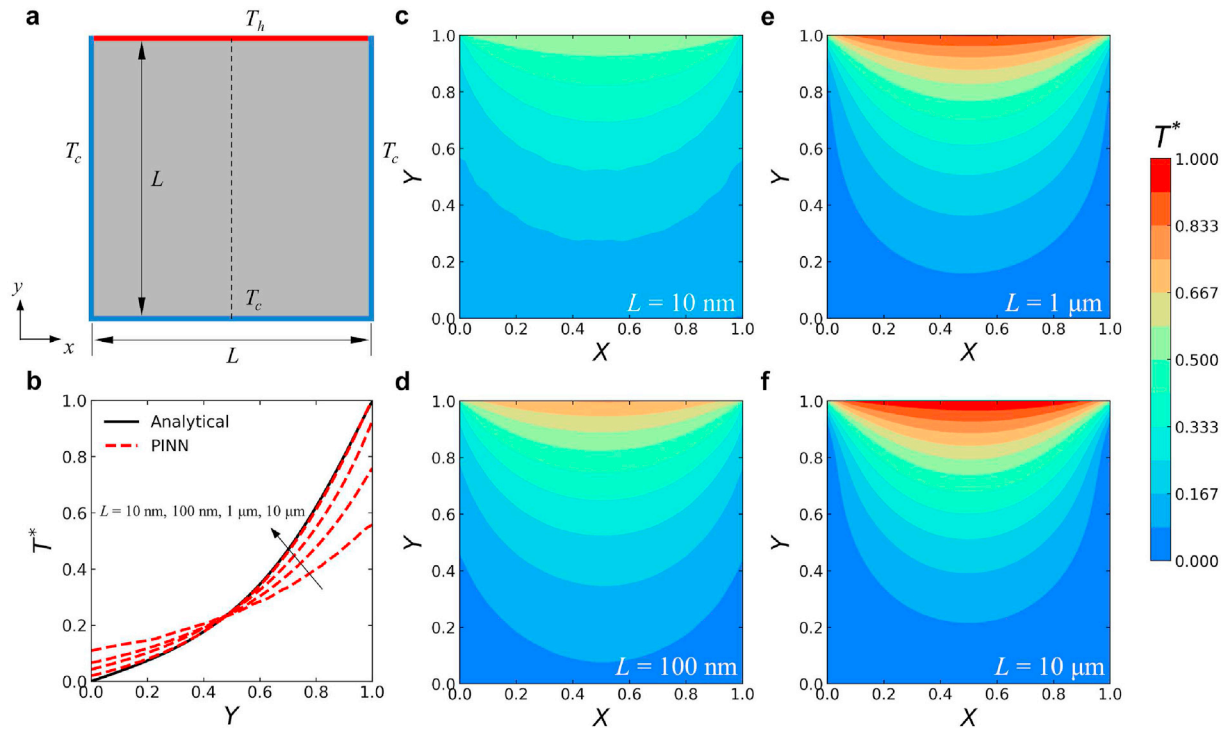 a
T_h
T_c
L
T_c
T_c
y
x
L
b
1.0
0.8
0.6
0.4
0.2
0.0
T*
Analytical
PINN
L = 10 nm, 100 nm, 1 μm, 10 μm
0.0 0.2 0.4 0.6 0.8 1.0
Y
c
1.0
0.8
0.6
0.4
0.2
0.0
Y
L = 10 nm
0.0 0.2 0.4 0.6 0.8 1.0
X
d
1.0
0.8
0.6
0.4
0.2
0.0
Y
L = 100 nm
0.0 0.2 0.4 0.6 0.8 1.0
X
e
1.0
0.8
0.6
0.4
0.2
0.0
Y
L = 1 μm
0.0 0.2 0.4 0.6 0.8 1.0
X
f
1.0
0.8
0.6
0.4
0.2
0.0
Y
L = 10 μm
0.0 0.2 0.4 0.6 0.8 1.0
X
T*
1.000
0.833
0.667
0.500
0.333
0.167
0.000